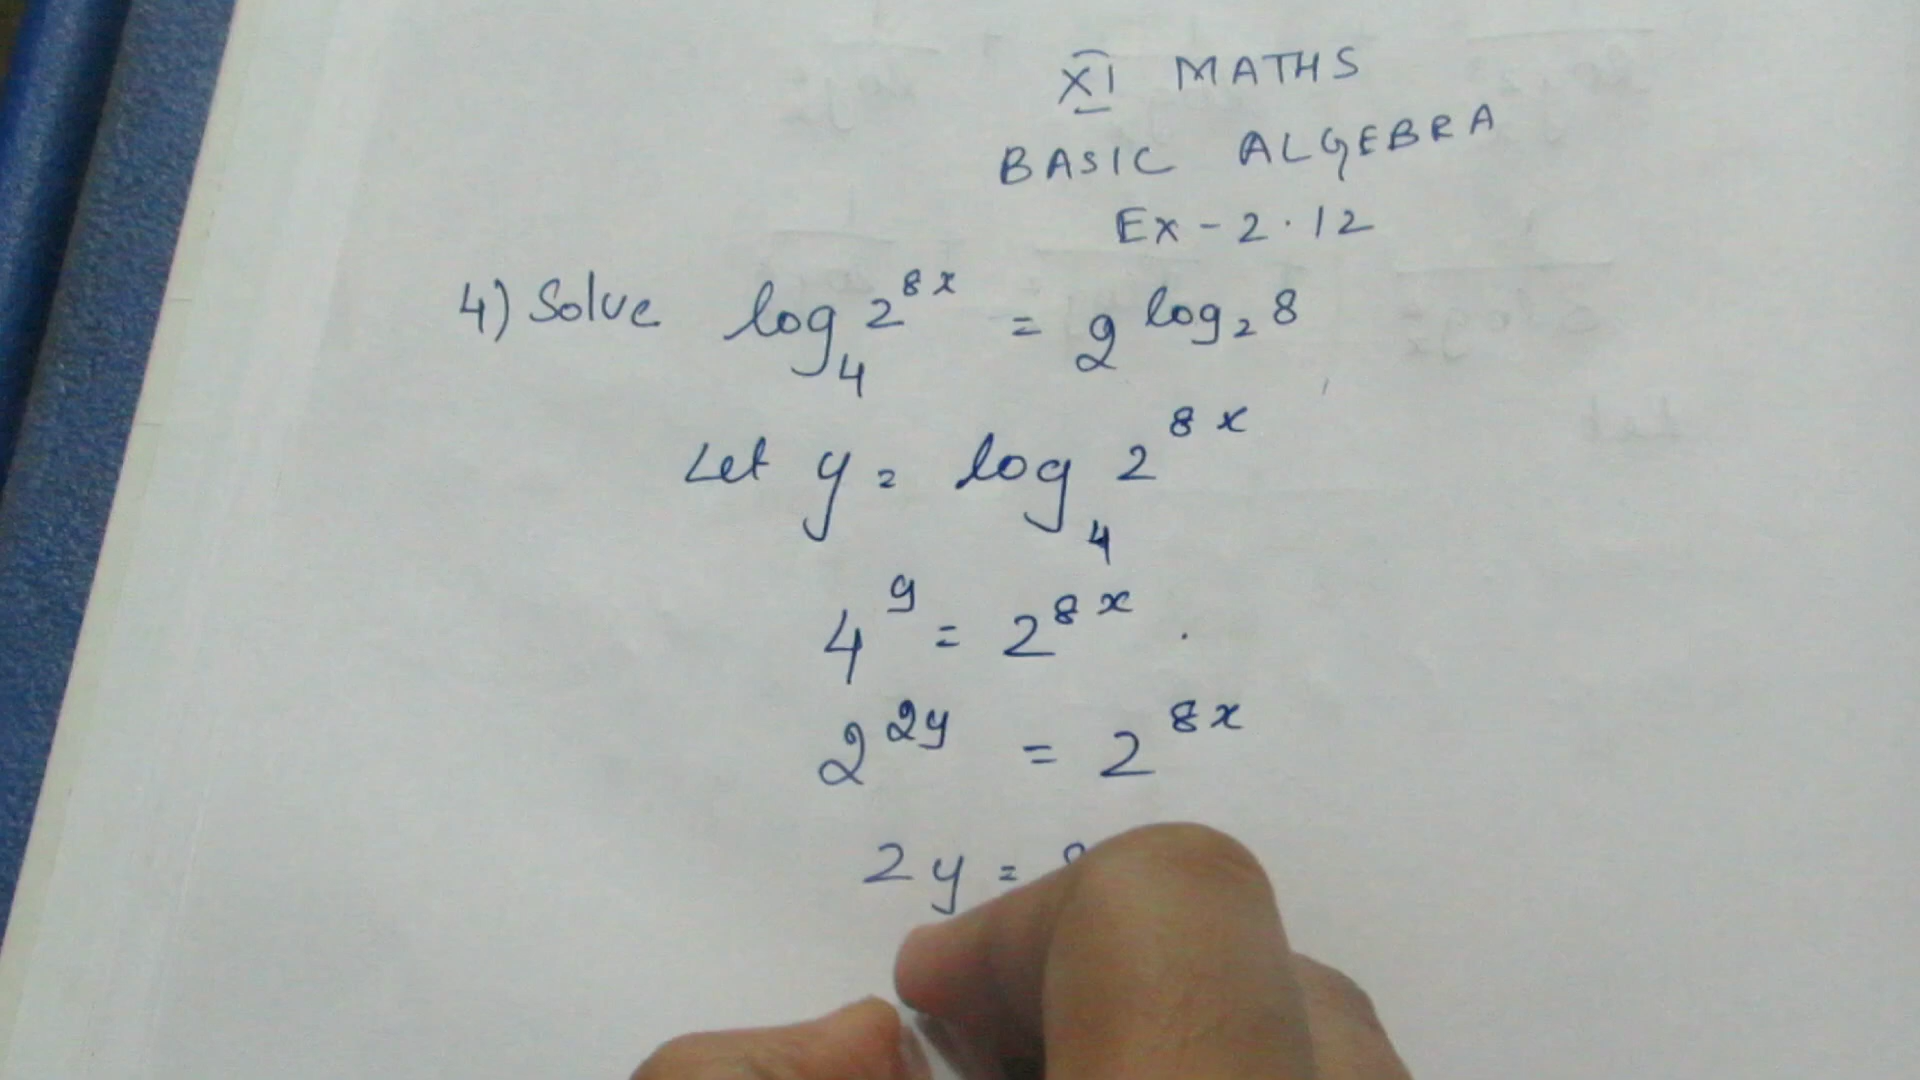 XI MATHS
BASIC ALGEBRA
Ex - 2.12
4) Solve log₄ 2^(8x) = 2^(log₂ 8)
Let y = log₄ 2^(8x)
4^y = 2^(8x) .
2^(2y) = 2^(8x)
2y =